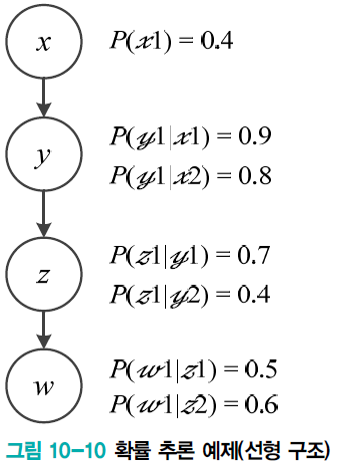 x
P(x1) = 0.4
y
P(y1|x1) = 0.9
P(y1|x2) = 0.8
z
P(z1|y1) = 0.7
P(z1|y2) = 0.4
w
P(w1|z1) = 0.5
P(w1|z2) = 0.6
그림 10-10 확률 추론 예제(선형 구조)